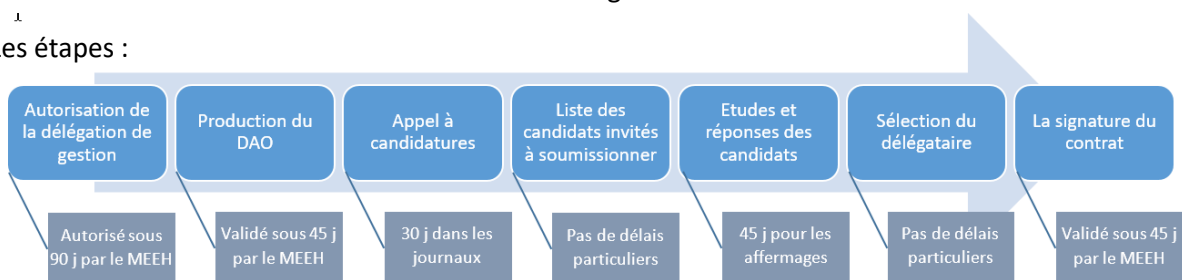 es étapes :
Autorisation de
la délégation de
gestion
Production du
DAO
Appel à
candidatures
Liste des
candidats invités
à soumissionner
Etudes et
réponses des
candidats
Sélection du
délégataire
La signature du
contrat
Autorisé sous
90 j par le MEEH
Validé sous 45 j
par le MEEH
30 j dans les
journaux
Pas de délais
particuliers
45 j pour les
affermages
Pas de délais
particuliers
Validé sous 45 j
par le MEEH